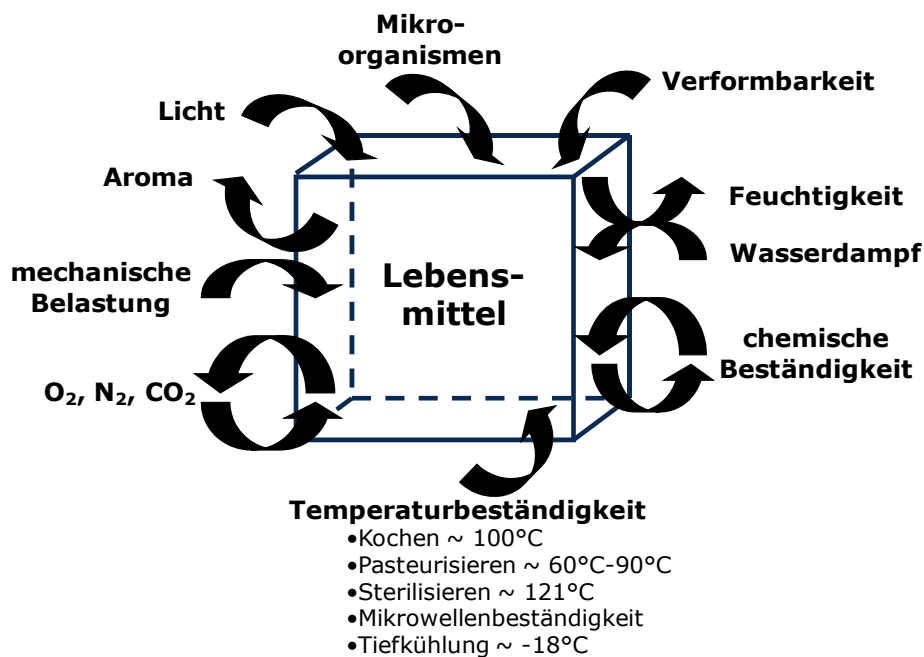 Mikro-
organismen
Verformbarkeit
Licht
Aroma
Feuchtigkeit
Wasserdampf
mechanische
Belastung
Lebens-
mittel
chemische
Beständigkeit
O₂, N₂, CO₂
Temperaturbeständigkeit
•Kochen ~ 100°C
•Pasteurisieren ~ 60°C-90°C
•Sterilisieren ~ 121°C
•Mikrowellenbeständigkeit
•Tiefkühlung ~ -18°C